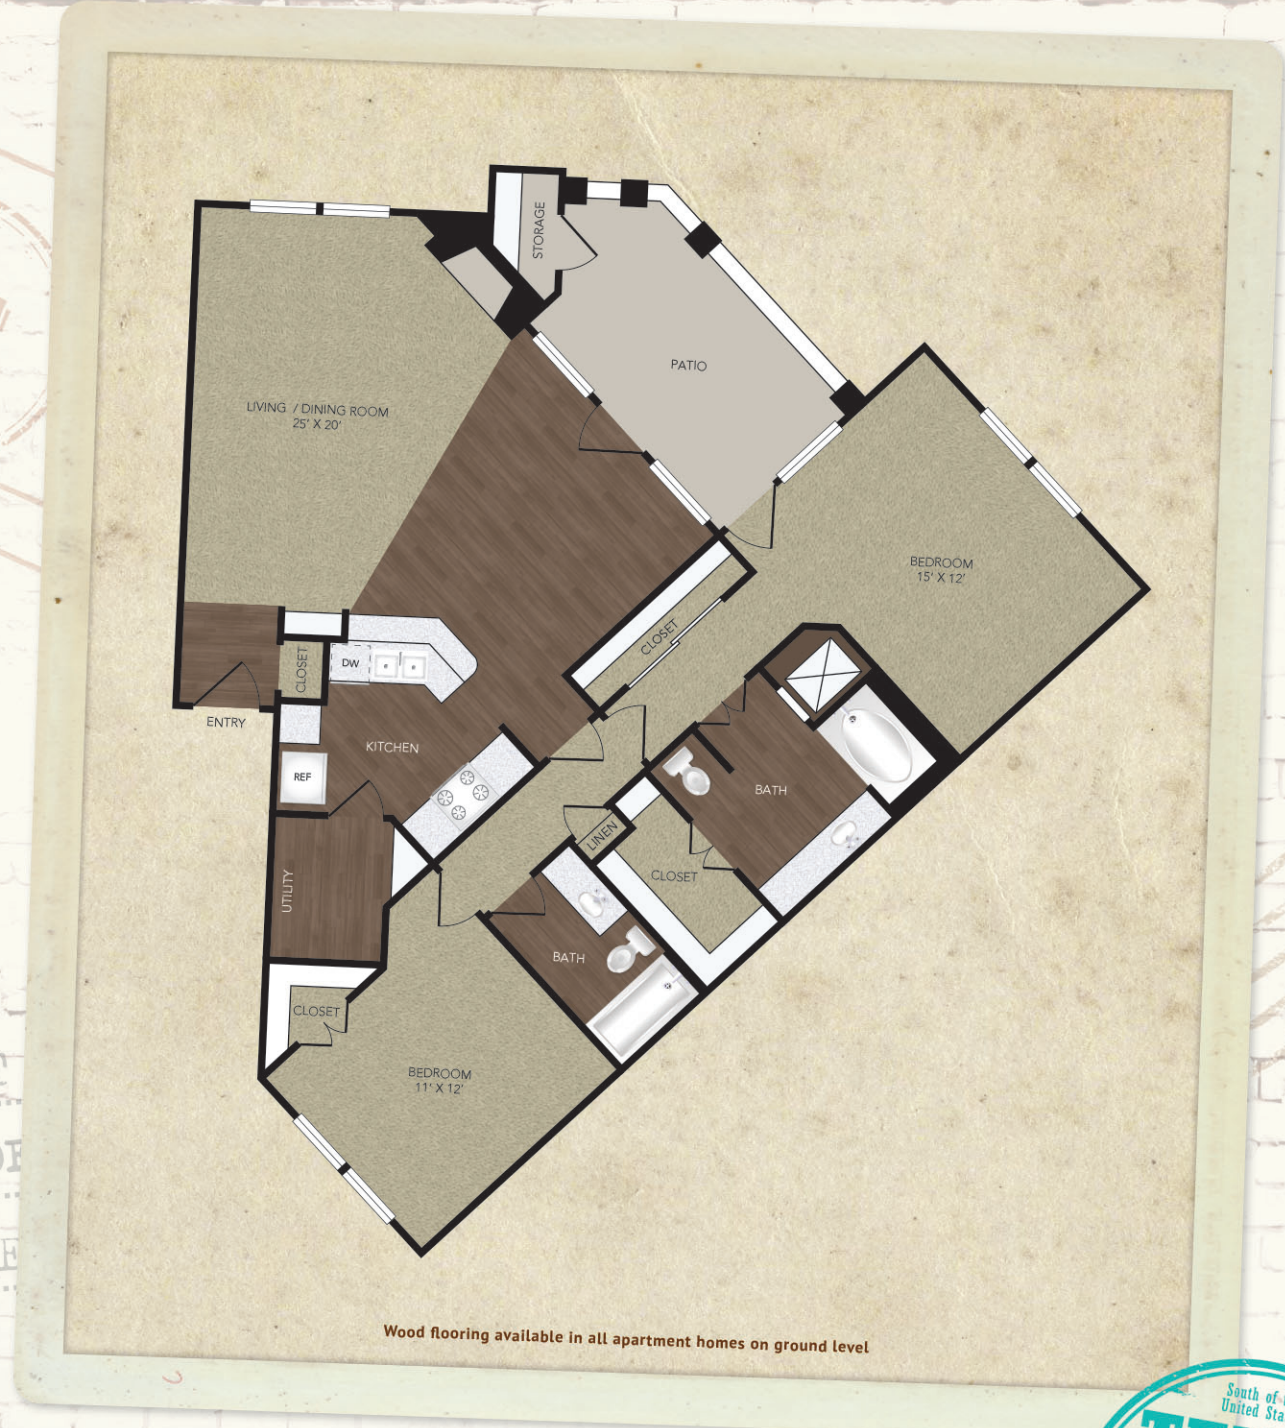 STORAGE
PATIO
LIVING / DINING ROOM
25' X 20'
BEDROOM
15' X 12'
CLOSET
CLOSET
DW
ENTRY
KITCHEN
REF
BATH
LINEN
CLOSET
UTILITY
BATH
CLOSET
BEDROOM
11' X 12'
Wood flooring available in all apartment homes on ground level
South of
United Sta